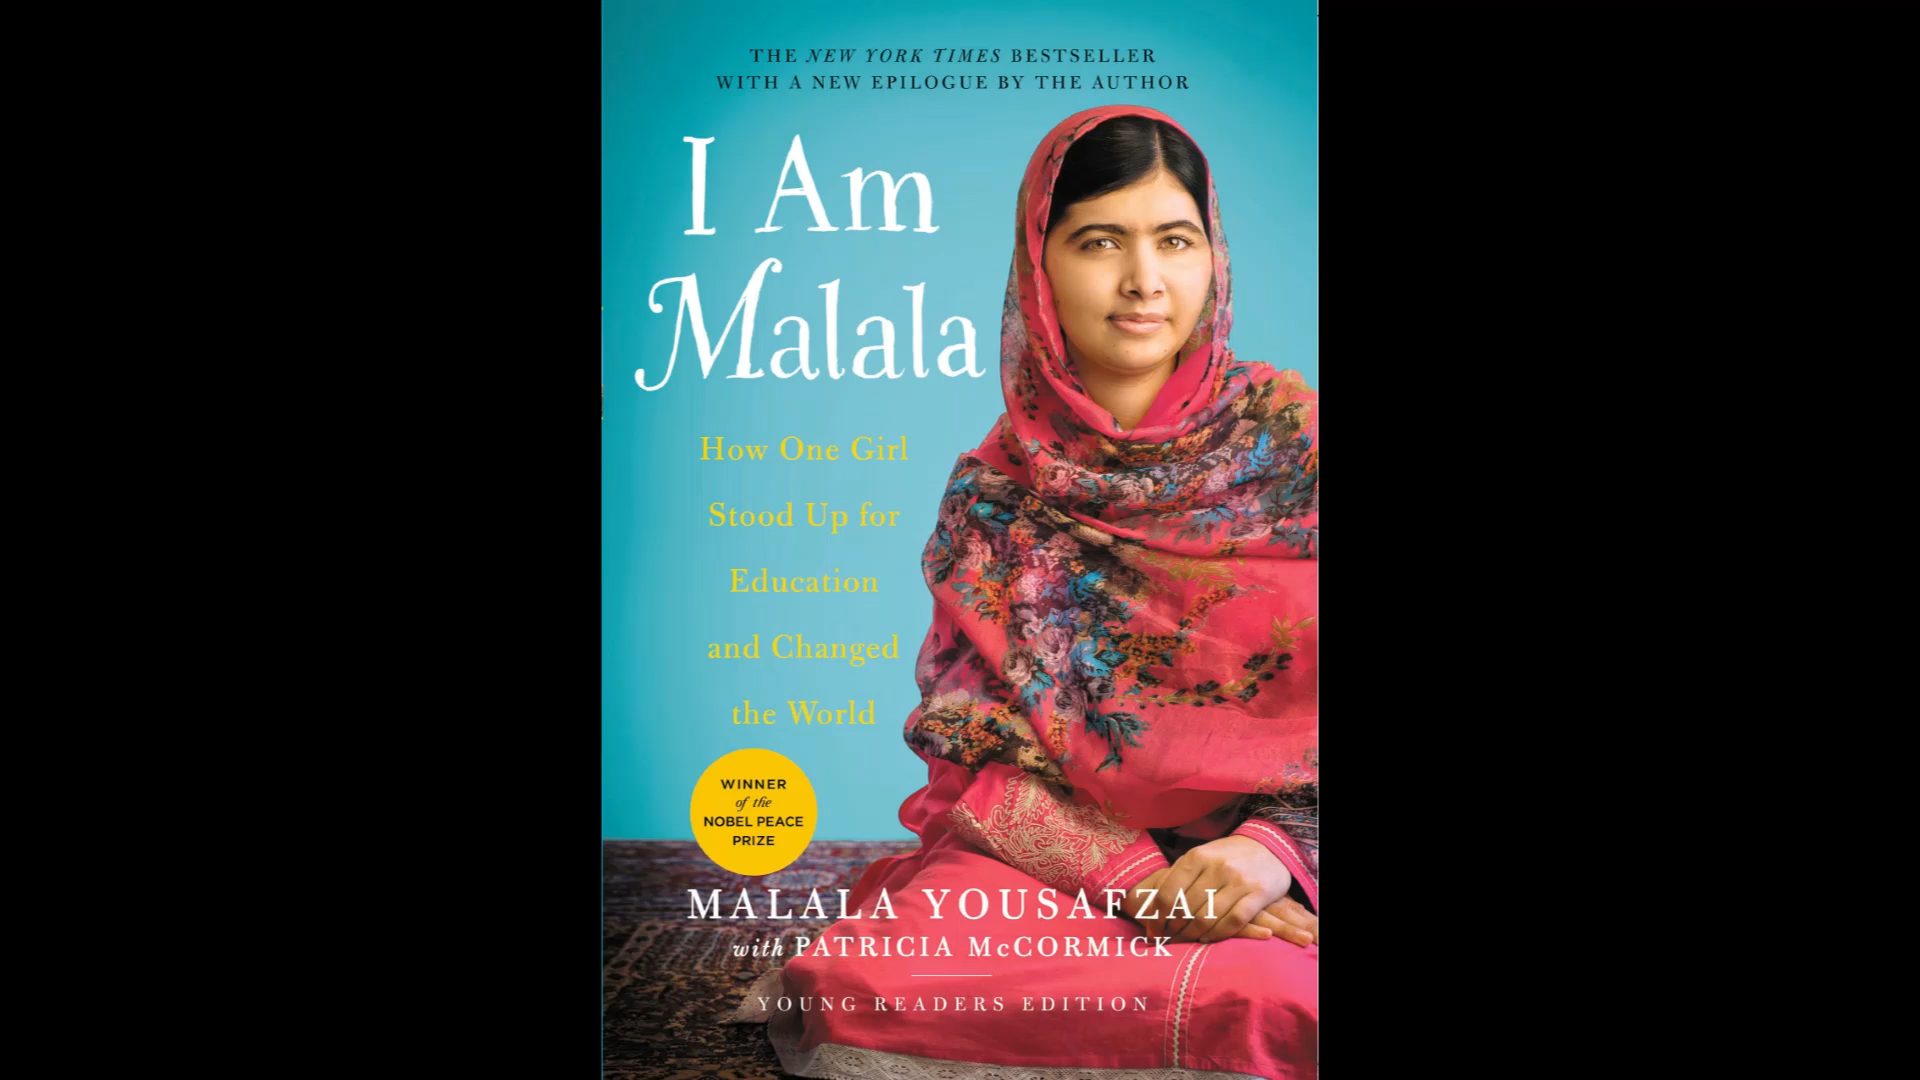 THE NEW YORK TIMES BESTSELLER
WITH A NEW EPILOGUE BY THE AUTHOR
I Am
Malala
How One Girl
Stood Up for
Education
and Changed
the World
WINNER
of the
NOBEL PEACE
PRIZE
MALALA YOUSAFZAI
with PATRICIA McCORMICK
YOUNG READERS EDITION